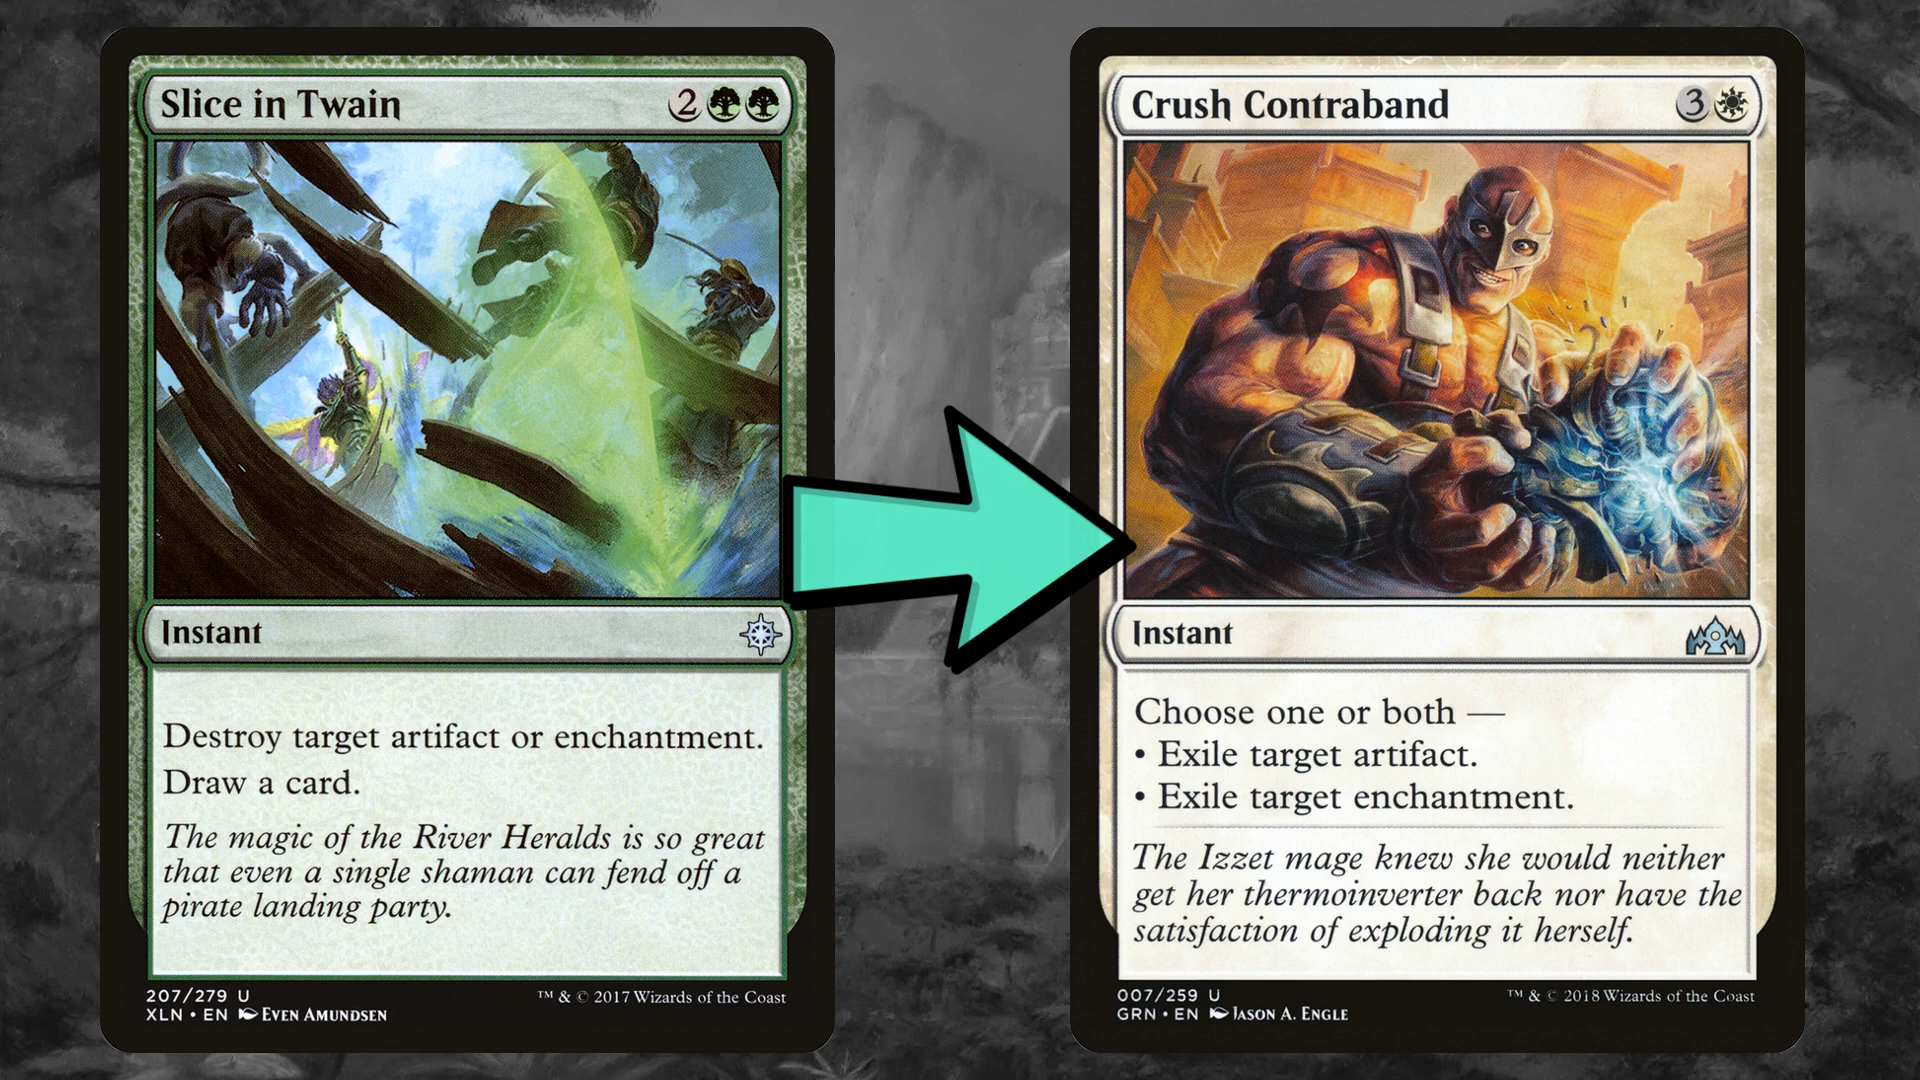 Slice in Twain
2
Instant
Destroy target artifact or enchantment.
Draw a card.
The magic of the River Heralds is so great
that even a single shaman can fend off a
pirate landing party.
207/279 U
XLN • EN Even Amundsen
™ & © 2017 Wizards of the Coast
Crush Contraband
3
Instant
Choose one or both —
• Exile target artifact.
• Exile target enchantment.
The Izzet mage knew she would neither
get her thermoinverter back nor have the
satisfaction of exploding it herself.
007/259 U
GRN • EN Jason A. Engle
™ & © 2018 Wizards of the Coast